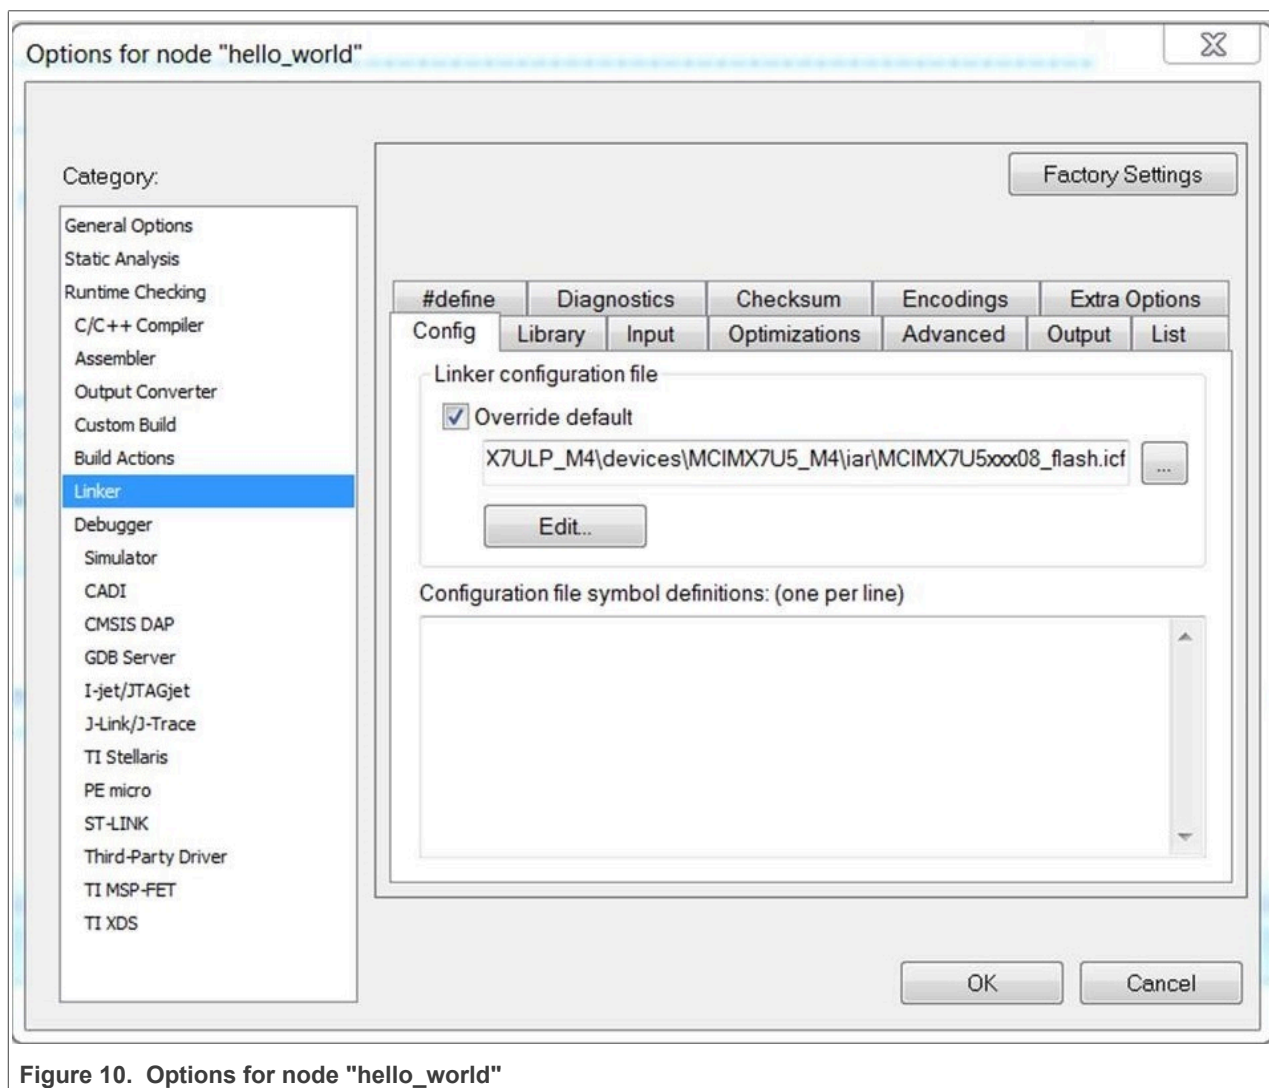 Options for node "hello_world"
Category:
General Options
Static Analysis
Runtime Checking
C/C++ Compiler
Assembler
Output Converter
Custom Build
Build Actions
Linker
Debugger
Simulator
CADI
CMSIS DAP
GDB Server
I-jet/JTAGjet
J-Link/J-Trace
TI Stellaris
PE micro
ST-LINK
Third-Party Driver
TI MSP-FET
TI XDS
Factory Settings
#define Diagnostics Checksum Encodings Extra Options
Config Library Input Optimizations Advanced Output List
Linker configuration file
Override default
X7ULP_M4\devices\MCIMX7U5_M4\iar\MCIMX7U5xxx08_flash.icf ...
Edit...
Configuration file symbol definitions: (one per line)
OK Cancel
Figure 10. Options for node "hello_world"